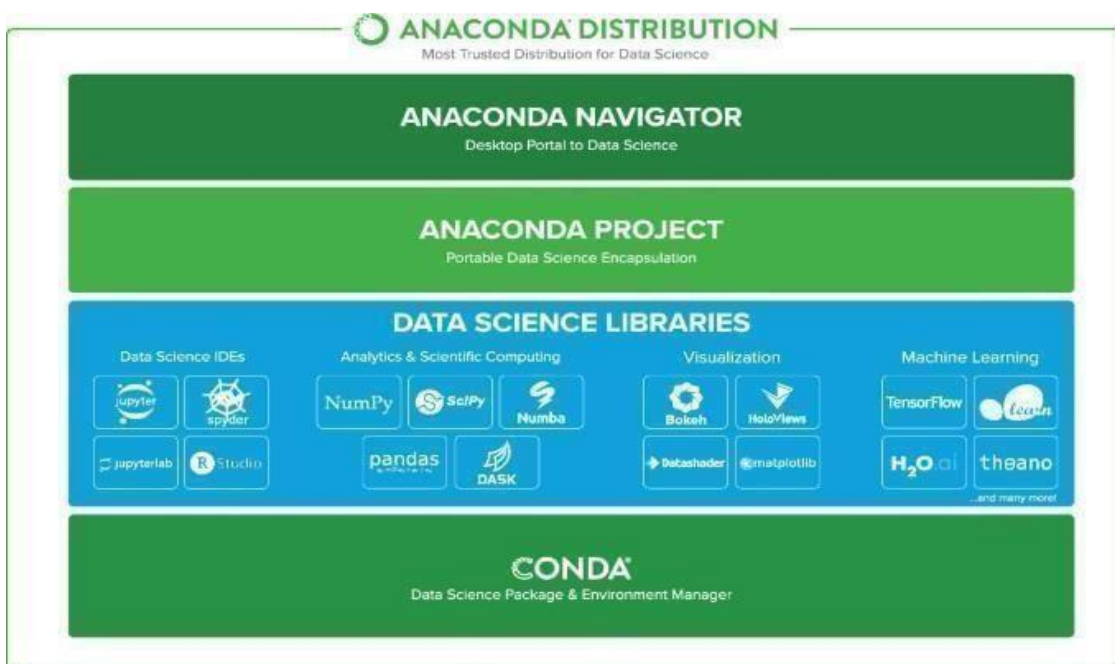 ANACONDA DISTRIBUTION
Most Trusted Distribution for Data Science
ANACONDA NAVIGATOR
Desktop Portal to Data Science
ANACONDA PROJECT
Portable Data Science Encapsulation
DATA SCIENCE LIBRARIES
Data Science IDEs
jupyter
spyder
jupyterlab
R Studio
Analytics & Scientific Computing
NumPy
SciPy
Numba
pandas
DASK
Visualization
Bokeh
HoloViews
Datashader
matplotlib
Machine Learning
TensorFlow
learn
H₂O.ai
theano
...and many more!
CONDA
Data Science Package & Environment Manager